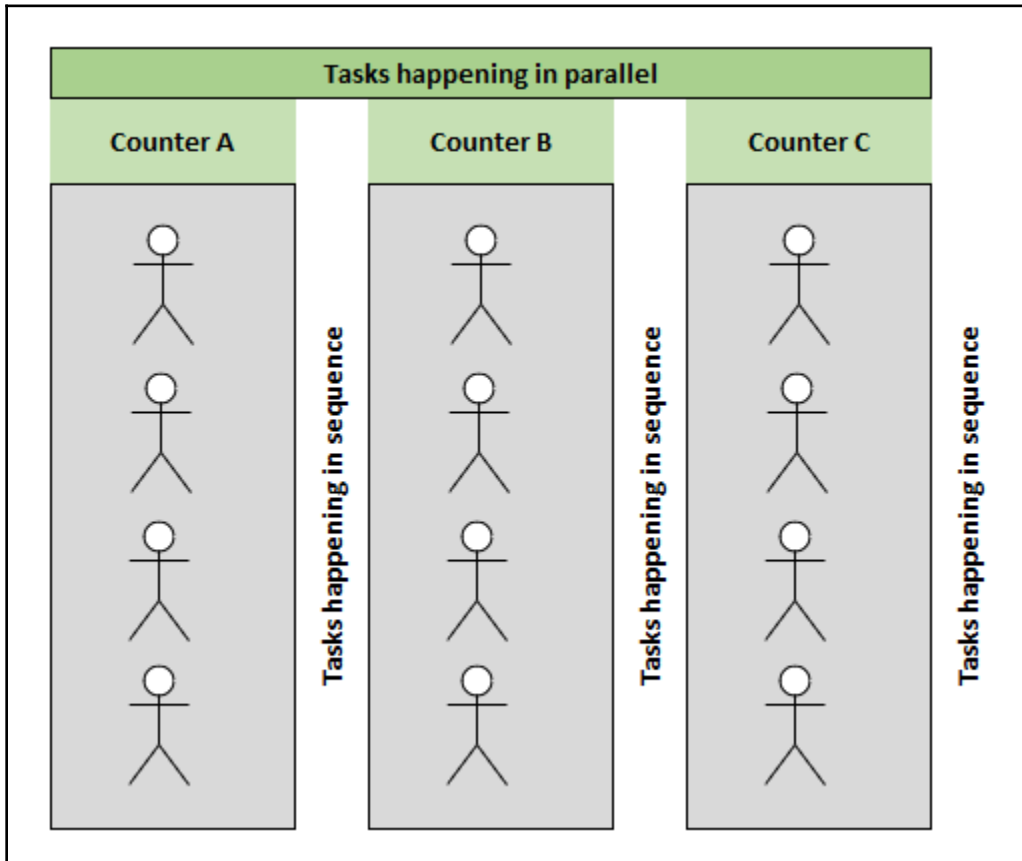 Tasks happening in parallel
Counter A
Counter B
Counter C
Tasks happening in sequence
Tasks happening in sequence
Tasks happening in sequence